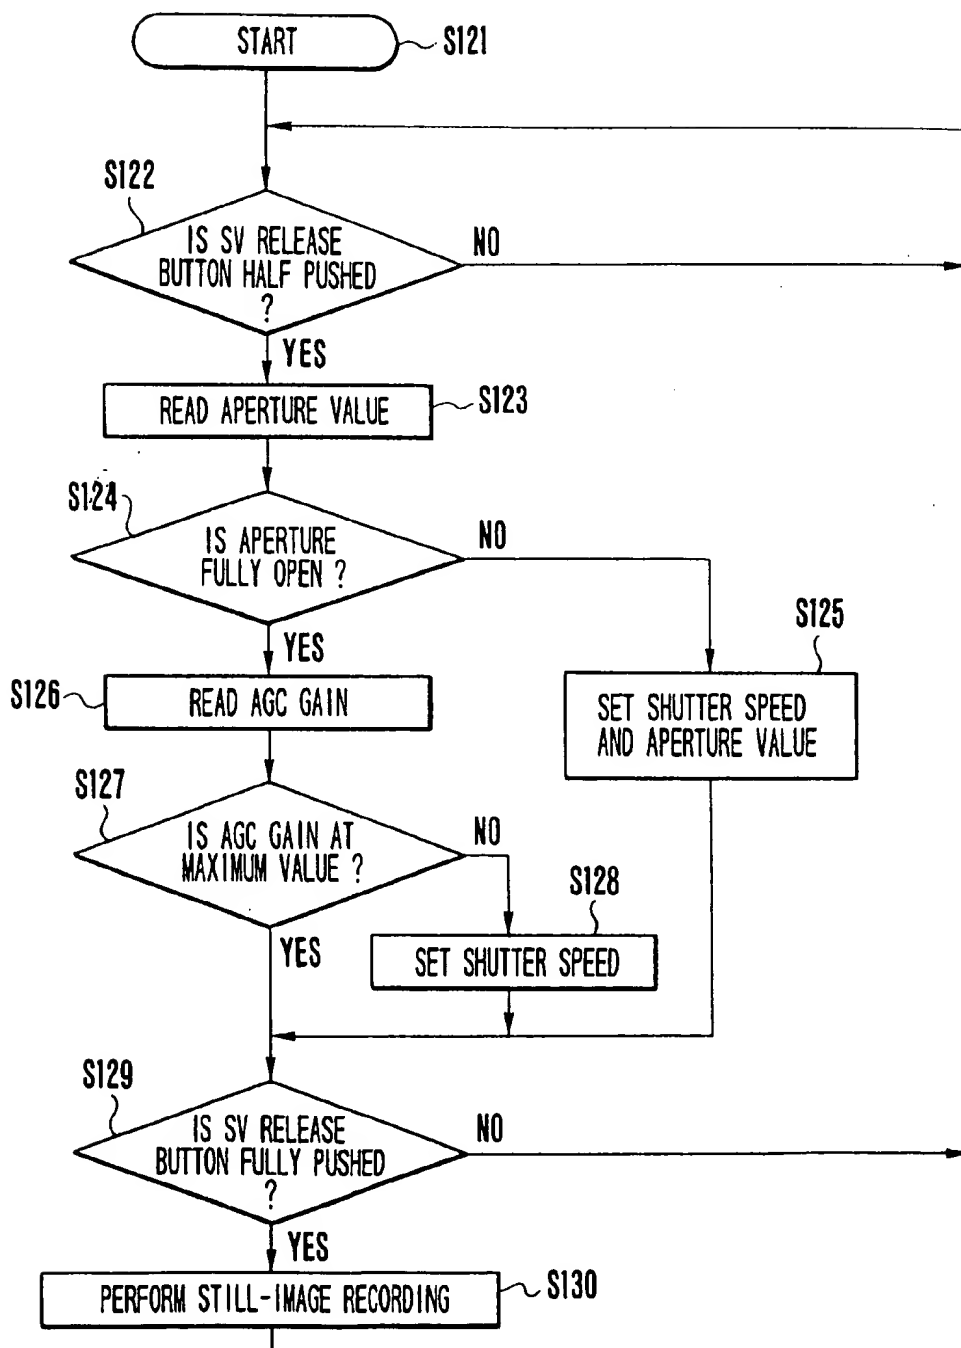 START
S121
S122
IS SV RELEASE
BUTTON HALF PUSHED
?
NO
YES
READ APERTURE VALUE
S123
S124
IS APERTURE
FULLY OPEN ?
NO
YES
S125
SET SHUTTER SPEED
AND APERTURE VALUE
S126
READ AGC GAIN
S127
IS AGC GAIN AT
MAXIMUM VALUE ?
NO
YES
S128
SET SHUTTER SPEED
S129
IS SV RELEASE
BUTTON FULLY PUSHED
?
NO
YES
PERFORM STILL-IMAGE RECORDING
S130